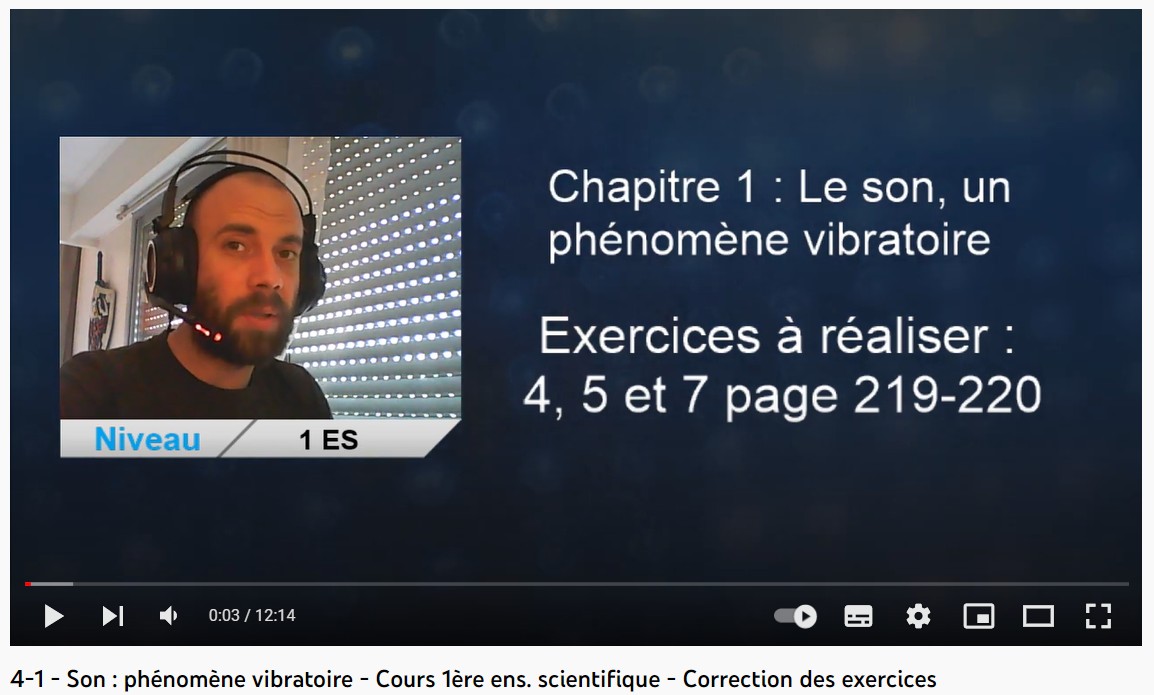 Chapitre 1 : Le son, un
phénomène vibratoire
Exercices à réaliser :
4, 5 et 7 page 219-220
Niveau
1 ES
0:03 / 12:14
4-1 - Son : phénomène vibratoire - Cours 1ère ens. scientifique - Correction des exercices